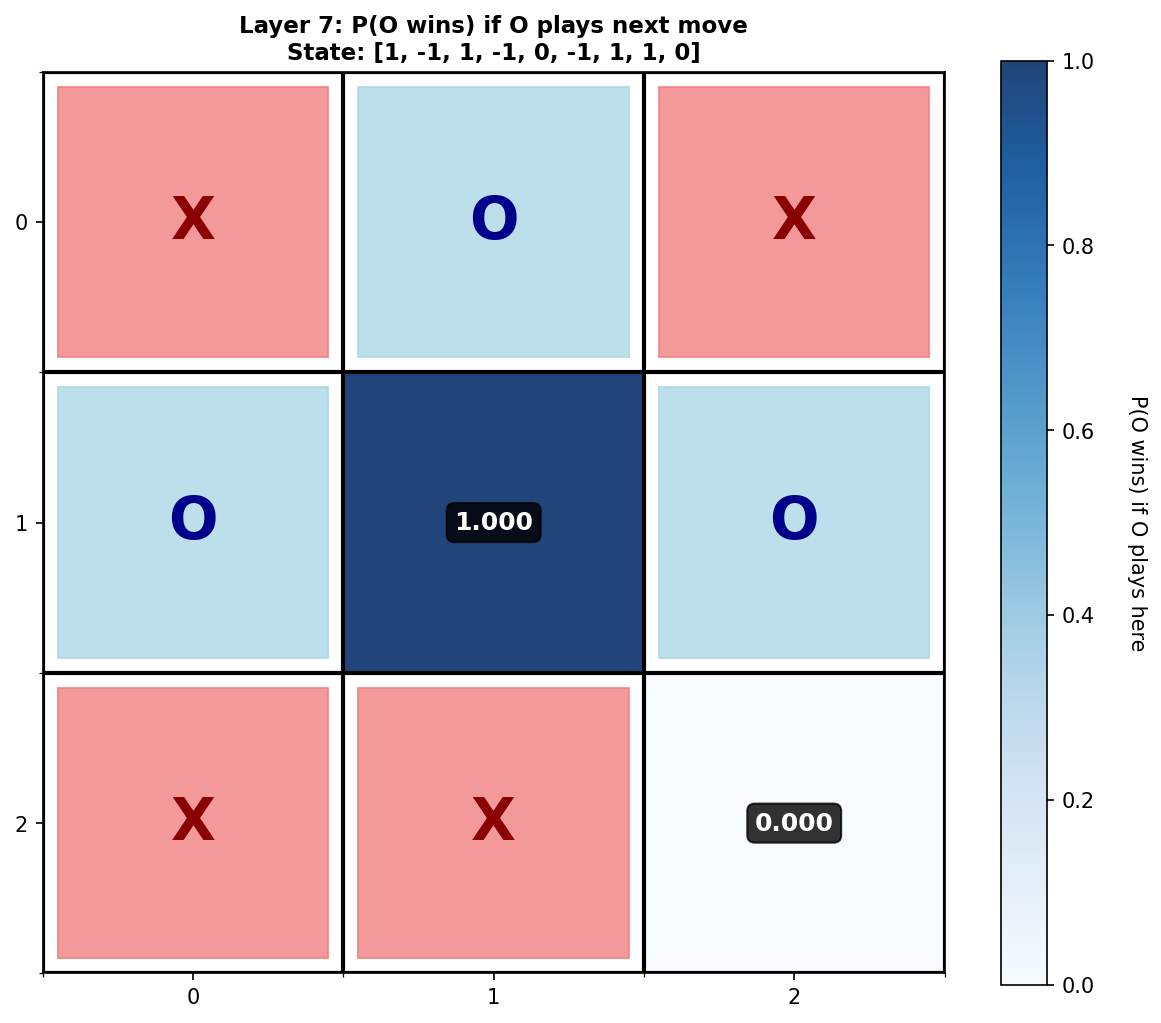 Layer 7: P(O wins) if O plays next move
State: [1, -1, 1, -1, 0, -1, 1, 1, 0]
1.0
X O X
0
0.8
0.6
P(O wins) if O plays here
O 1.000 O
1
0.4
X X 0.000
2
0.2
0.0
0 1 2